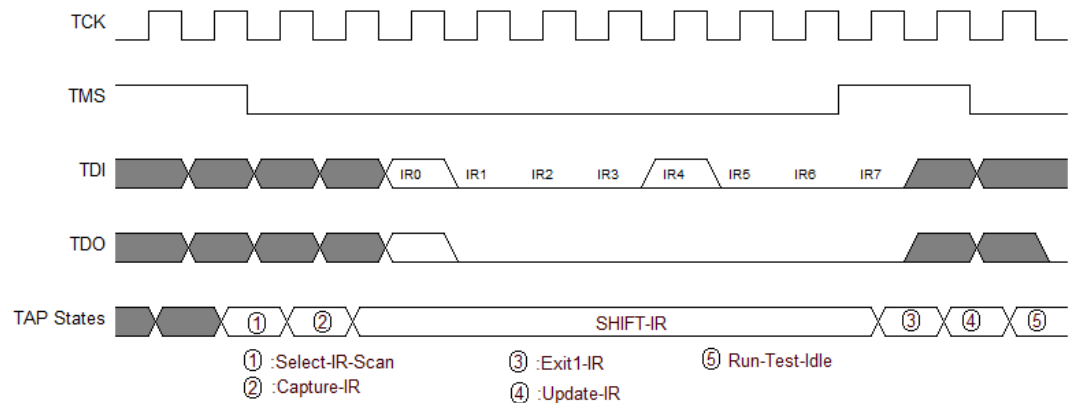 TCK
TMS
TDI IR0 IR1 IR2 IR3 IR4 IR5 IR6 IR7
TDO
TAP States ① ② SHIFT-IR ③ ④ ⑤
① :Select-IR-Scan ③ :Exit1-IR ⑤ Run-Test-Idle
② :Capture-IR ④ :Update-IR